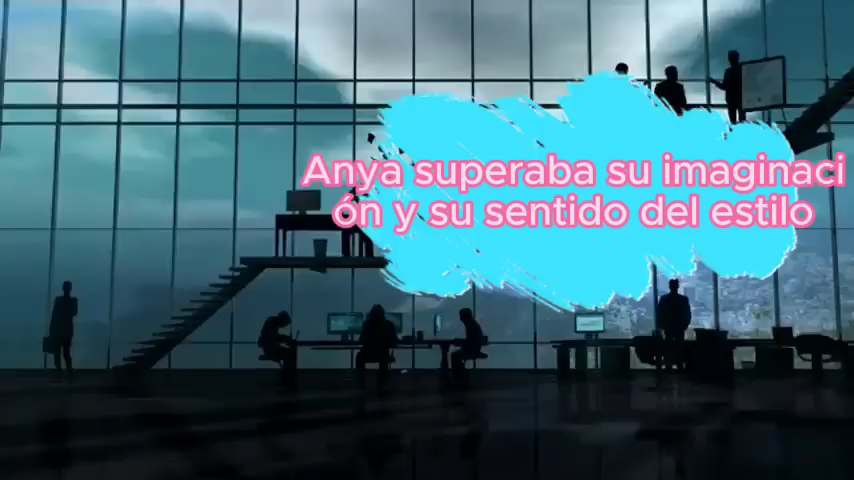 Anya superaba su imaginaci
ón y su sentido del estilo